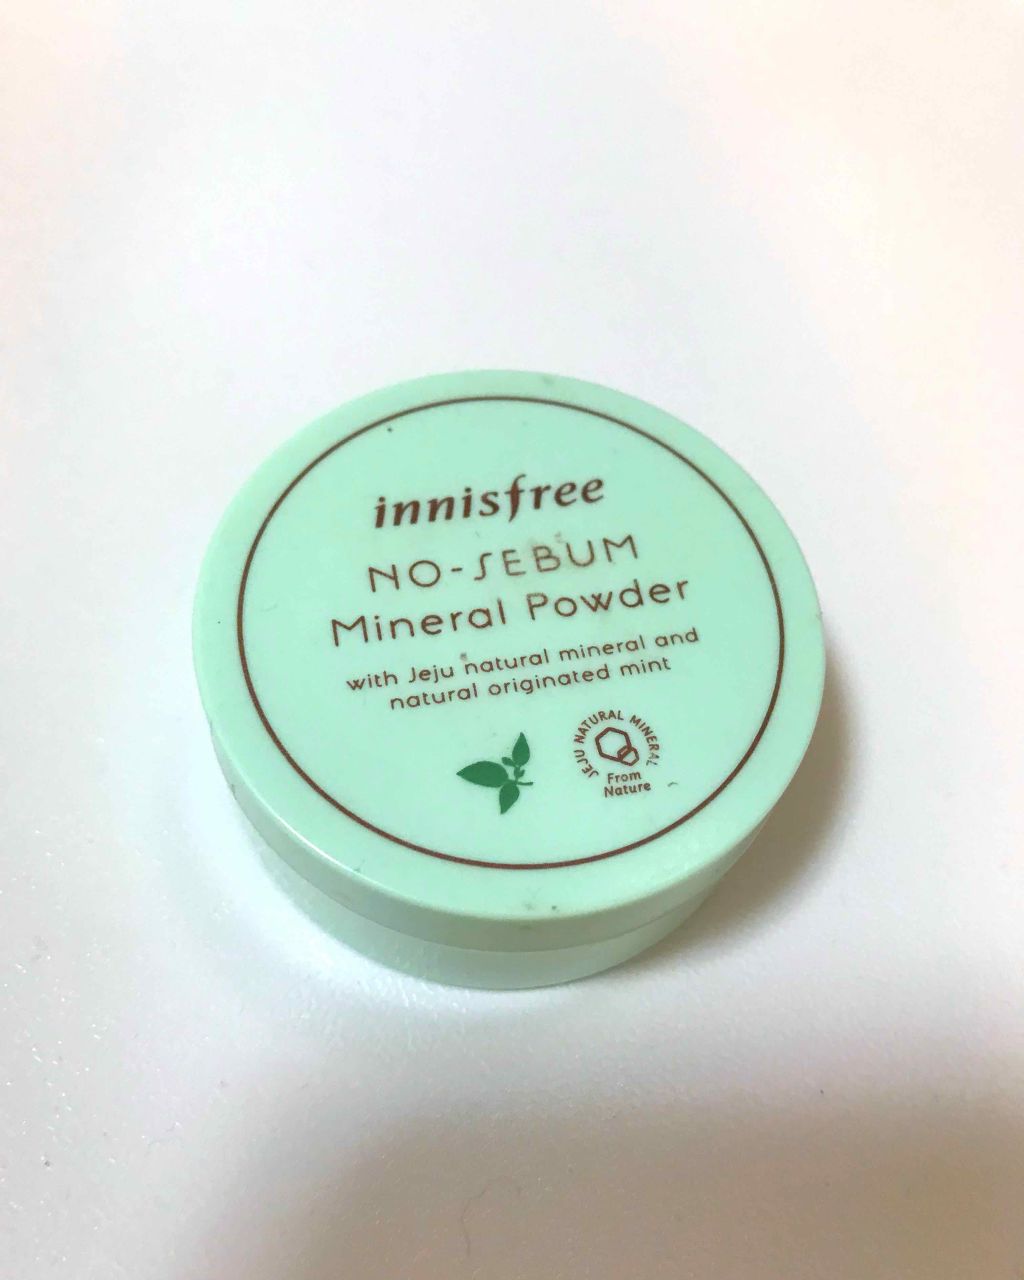 innisfree
NO-SEBUM
Mineral Powder
with Jeju natural mineral and
natural originated mint
JEJU NATURAL MINERAL
From
Nature